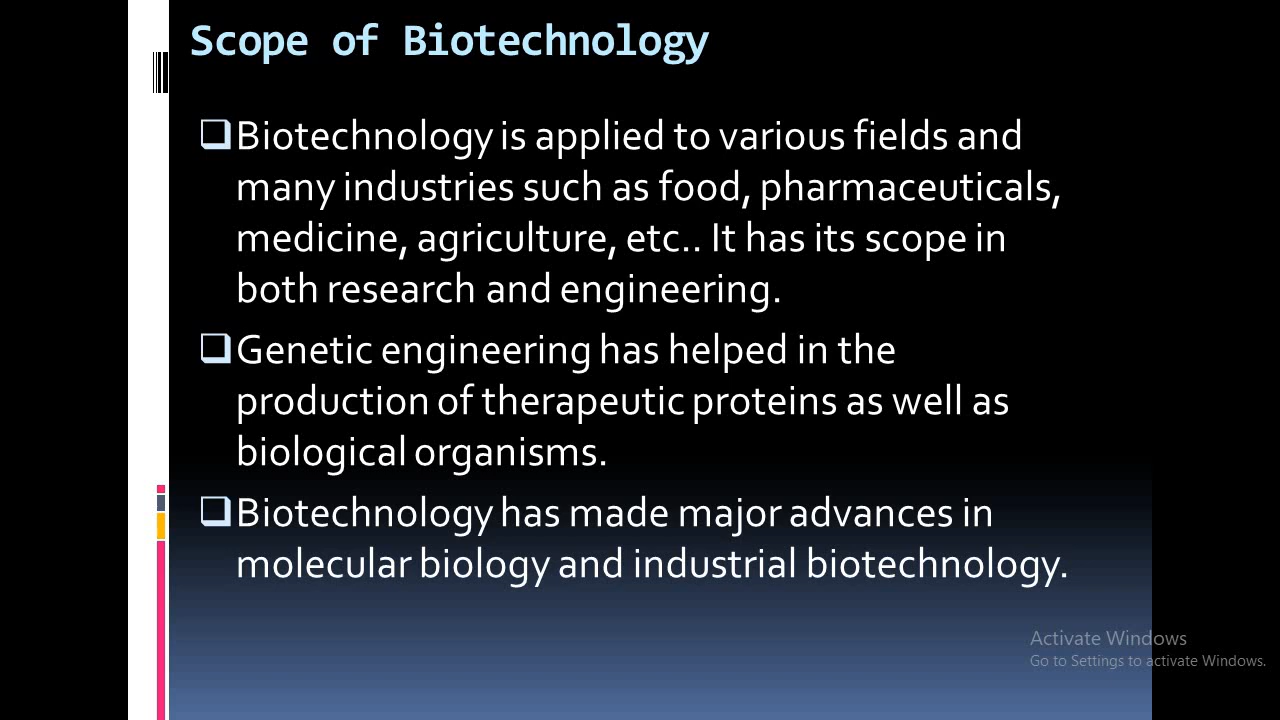 Scope of Biotechnology
❑Biotechnology is applied to various fields and
many industries such as food, pharmaceuticals,
medicine, agriculture, etc.. It has its scope in
both research and engineering.
❑Genetic engineering has helped in the
production of therapeutic proteins as well as
biological organisms.
❑Biotechnology has made major advances in
molecular biology and industrial biotechnology.
Activate Windows
Go to Settings to activate Windows.